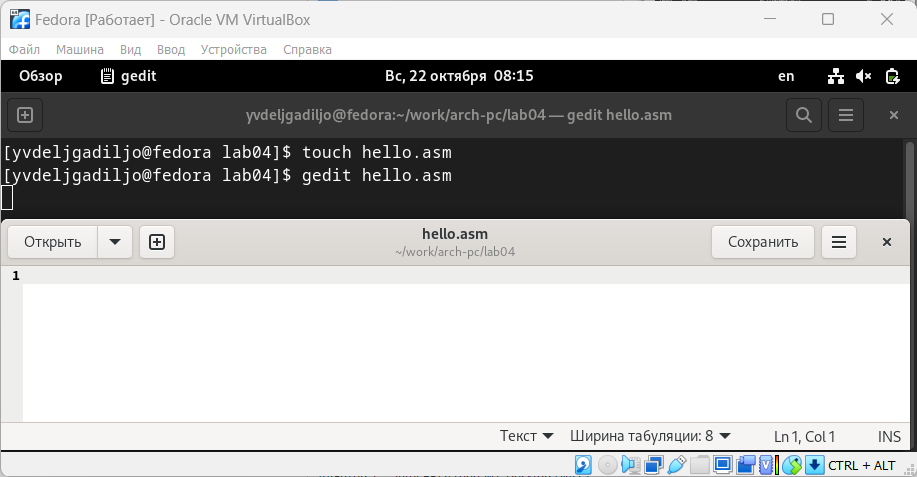 Fedora [Работает] - Oracle VM VirtualBox
Файл Машина Вид Ввод Устройства Справка
Обзор gedit Вс, 22 октября 08:15 en
yvdeljgadiljo@fedora:~/work/arch-pc/lab04 — gedit hello.asm
[yvdeljgadiljo@fedora lab04]$ touch hello.asm
[yvdeljgadiljo@fedora lab04]$ gedit hello.asm
Открыть hello.asm Сохранить
~/work/arch-pc/lab04
1
Текст Ширина табуляции: 8 Ln 1, Col 1 INS
CTRL + ALT